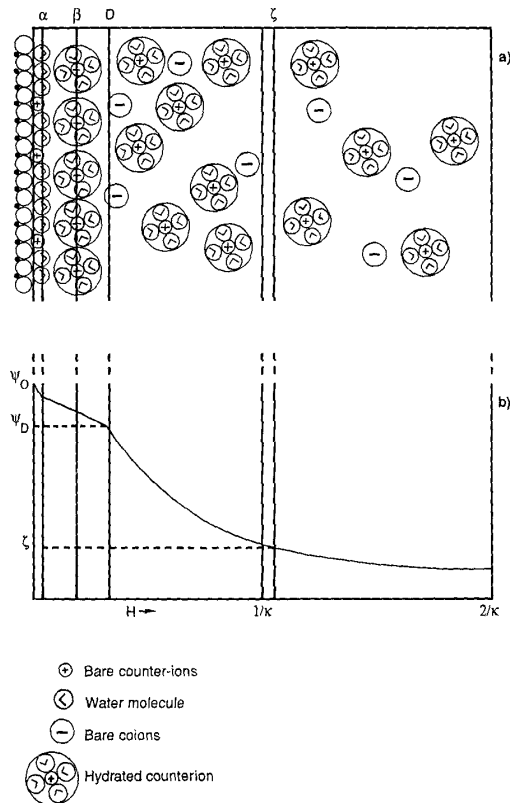 α β D ζ
a)
ψO
b)
ψD
ζ
H → 1/κ 2/κ
Bare counter-ions
Water molecule
Bare coions
Hydrated counterion